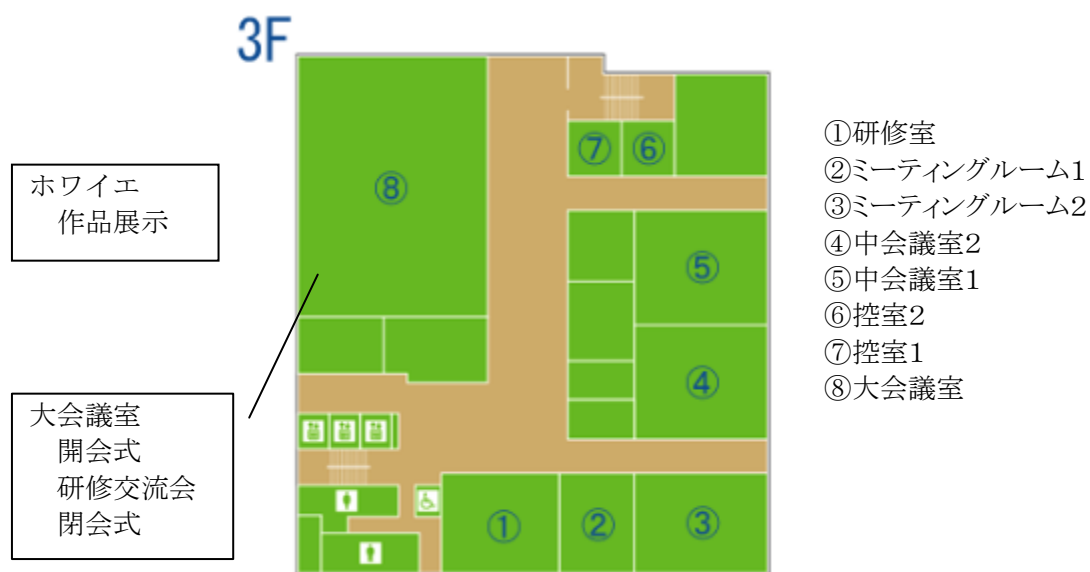 3F
ホワイエ
作品展示
大会議室
開会式
研修交流会
閉会式
⑧
⑦
⑥
⑤
④
①
②
③
①研修室
②ミーティングルーム1
③ミーティングルーム2
④中会議室2
⑤中会議室1
⑥控室2
⑦控室1
⑧大会議室